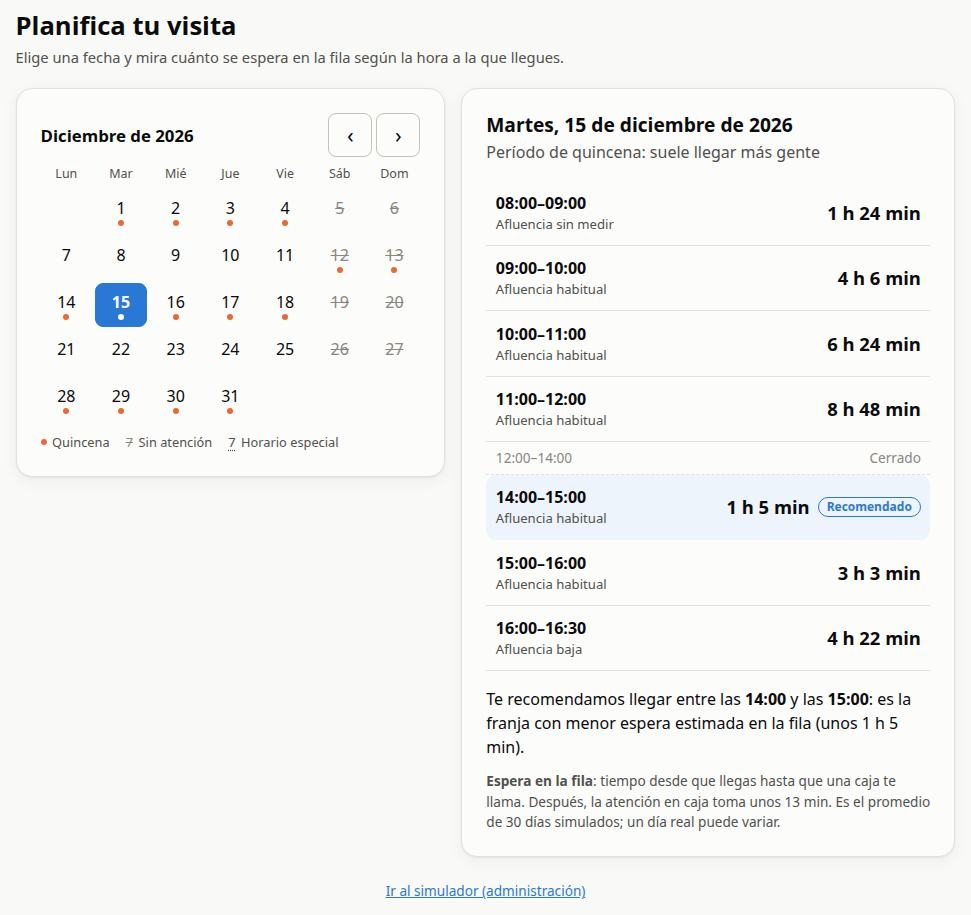 Planifica tu visita
Elige una fecha y mira cuánto se espera en la fila según la hora a la que llegues.
Diciembre de 2026
‹ ›
Lun Mar Mié Jue Vie Sáb Dom
1 2 3 4 5 6
7 8 9 10 11 12 13
14 15 16 17 18 19 20
21 22 23 24 25 26 27
28 29 30 31
Quincena 7 Sin atención 7 Horario especial
Martes, 15 de diciembre de 2026
Período de quincena: suele llegar más gente
08:00–09:00
Afluencia sin medir
1 h 24 min
09:00–10:00
Afluencia habitual
4 h 6 min
10:00–11:00
Afluencia habitual
6 h 24 min
11:00–12:00
Afluencia habitual
8 h 48 min
12:00–14:00 Cerrado
14:00–15:00
Afluencia habitual
1 h 5 min Recomendado
15:00–16:00
Afluencia habitual
3 h 3 min
16:00–16:30
Afluencia baja
4 h 22 min
Te recomendamos llegar entre las 14:00 y las 15:00: es la
franja con menor espera estimada en la fila (unos 1 h 5
min).
Espera en la fila: tiempo desde que llegas hasta que una caja te
llama. Después, la atención en caja toma unos 13 min. Es el promedio
de 30 días simulados; un día real puede variar.
Ir al simulador (administración)